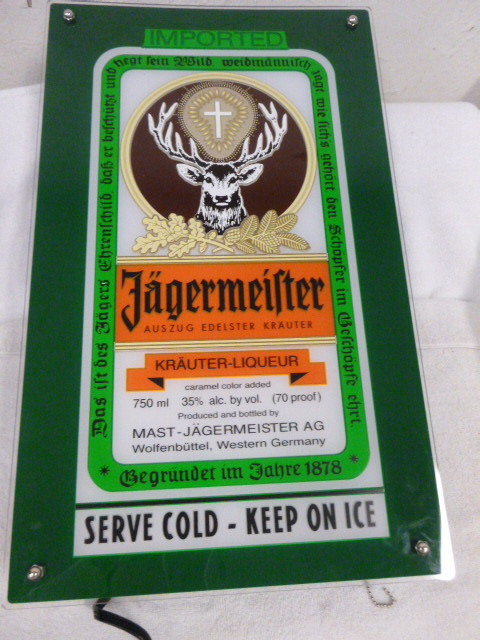 IMPORTED
Das ist des Jägers Ehrenschild, daß er beschützt und hegt sein Wild, weidmännisch jagt wie sich's gehört, den Schöpfer im Geschöpfe ehrt.
Jägermeister
AUSZUG EDELSTER KRÄUTER
KRÄUTER-LIQUEUR
caramel color added
750 ml 35% alc. by vol. (70 proof)
Produced and bottled by
MAST-JÄGERMEISTER AG
Wolfenbüttel, Western Germany
* Gegründet im Jahre 1878 *
SERVE COLD - KEEP ON ICE